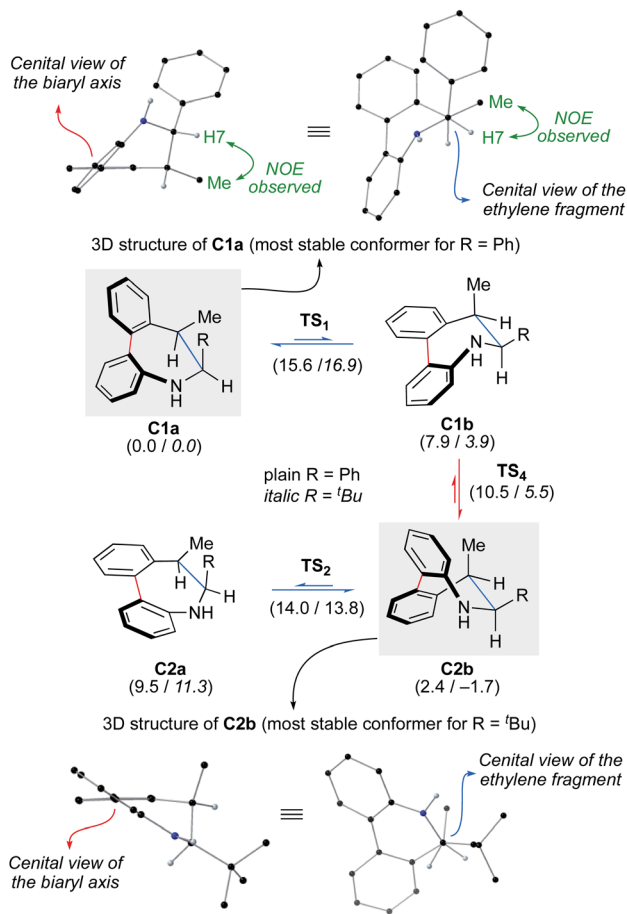 Cenital view of
the biaryl axis
H7
NOE
observed
Me
≡
Me
NOE
observed
H7
Cenital view of the
ethylene fragment
3D structure of C1a (most stable conformer for R = Ph)
Me
R
H
N
H
H
C1a
(0.0 / 0.0)
TS1
(15.6 /16.9)
Me
H
R
NH
H
C1b
(7.9 / 3.9)
plain R = Ph
italic R = tBu
TS4
(10.5 / 5.5)
Me
R
H
H
NH
C2a
(9.5 / 11.3)
TS2
(14.0 / 13.8)
Me
H
R
NH
H
C2b
(2.4 / –1.7)
3D structure of C2b (most stable conformer for R = tBu)
Cenital view of the
ethylene fragment
≡
Cenital view of
the biaryl axis